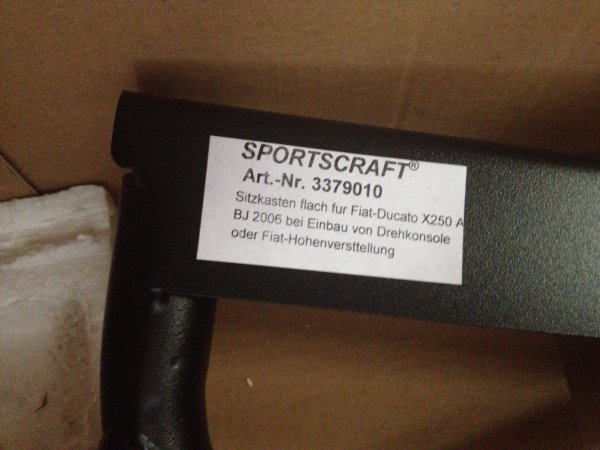 SPORTSCRAFT®
Art.-Nr. 3379010
Sitzkasten flach fur Fiat-Ducato X250 A
BJ 2006 bei Einbau von Drehkonsole
oder Fiat-Hohenversttellung